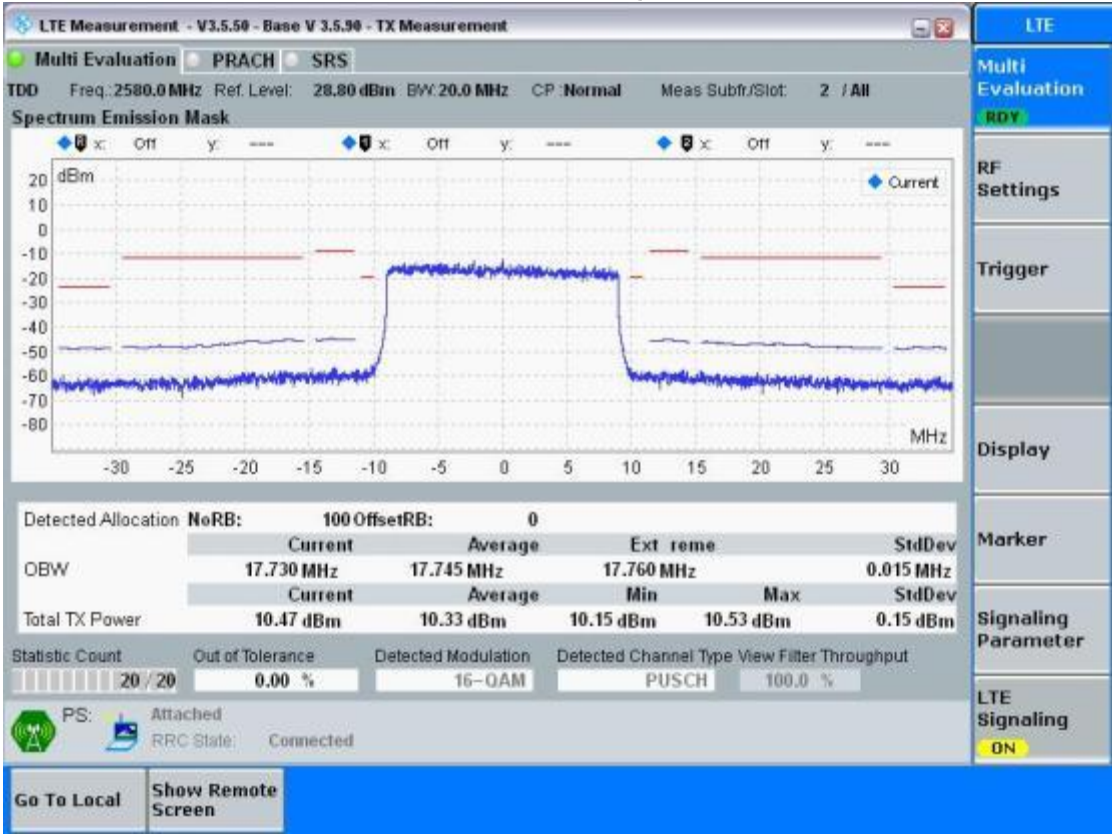 LTE Measurement - V3.5.50 - Base V 3.5.90 - TX Measurement
LTE
Multi Evaluation PRACH SRS
Multi
Evaluation
RDY
TDD Freq.:2580.0 MHz Ref. Level: 28.80 dBm BW:20.0 MHz CP :Normal Meas Subfr./Slot: 2 / All
Spectrum Emission Mask
x: Off y: --- x: Off y: --- x: Off y: ---
dBm
Current
20
10
0
-10
-20
-30
-40
-50
-60
-70
-80
MHz
-30 -25 -20 -15 -10 -5 0 5 10 15 20 25 30
RF
Settings
Trigger
Display
Marker
Signaling
Parameter
LTE
Signaling
ON
Detected Allocation NoRB: 100 OffsetRB: 0
Current Average Ext reme StdDev
OBW 17.730 MHz 17.745 MHz 17.760 MHz 0.015 MHz
Current Average Min Max StdDev
Total TX Power 10.47 dBm 10.33 dBm 10.15 dBm 10.53 dBm 0.15 dBm
Statistic Count Out of Tolerance Detected Modulation Detected Channel Type View Filter Throughput
20 / 20 0.00 % 16-QAM PUSCH 100.0 %
PS: Attached
RRC State: Connected
Go To Local
Show Remote
Screen